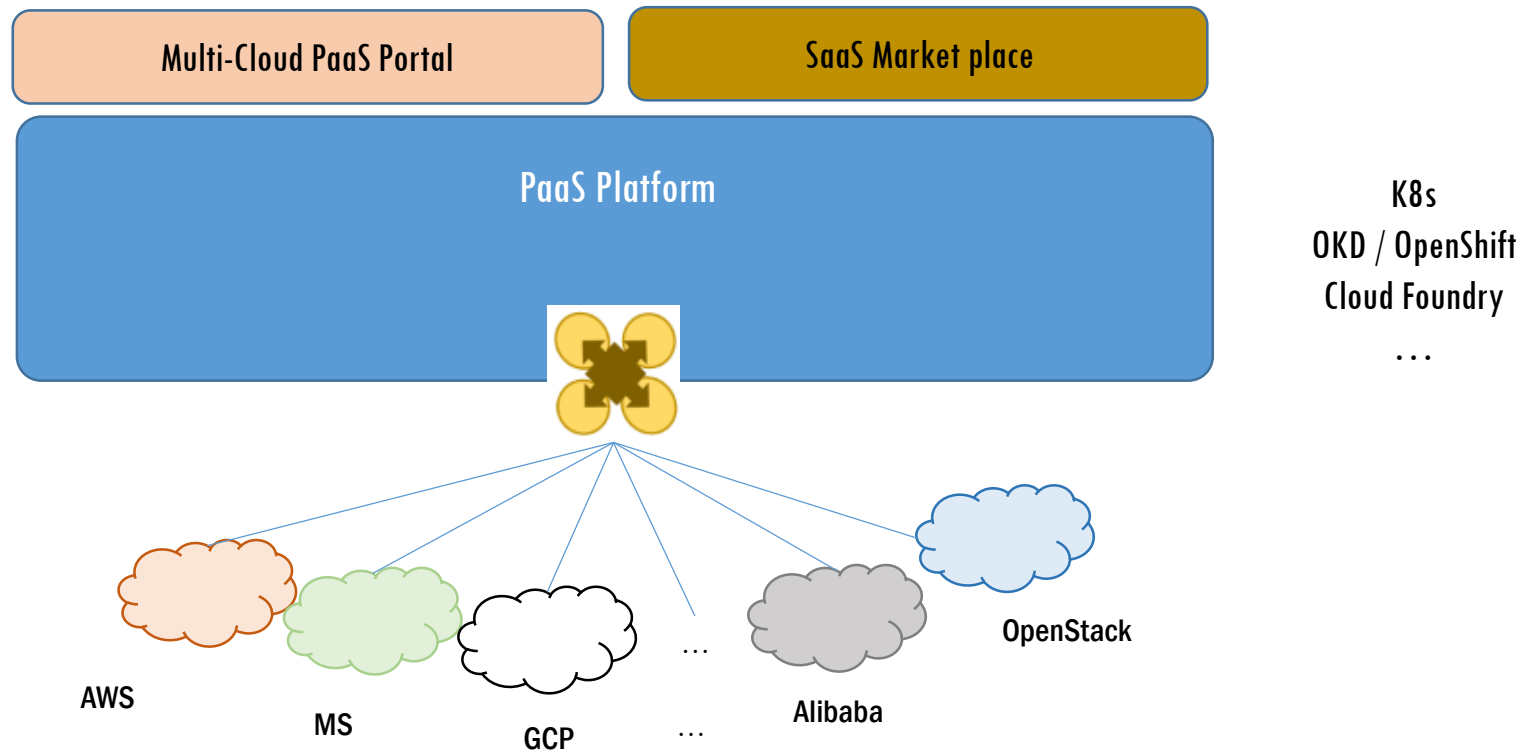 Multi-Cloud PaaS Portal
SaaS Market place
PaaS Platform
K8s
OKD / OpenShift
Cloud Foundry
...
AWS
MS
GCP
...
...
Alibaba
OpenStack